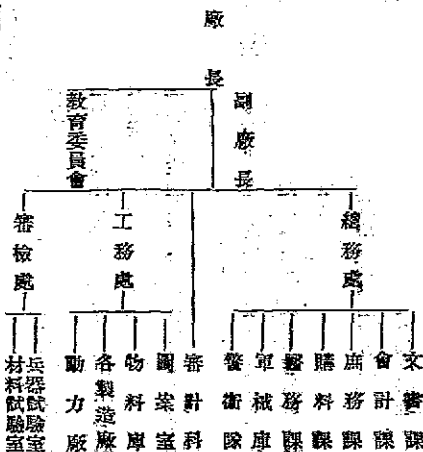 廠長
副廠長
教育委員會
總務處
工務處
審檢處
文書課
會計課
庶務課
購料課
醫務課
軍械庫
警衛隊
審計科
圖案室
物料庫
各製造廠
動力廠
兵器試驗室
材料試驗室